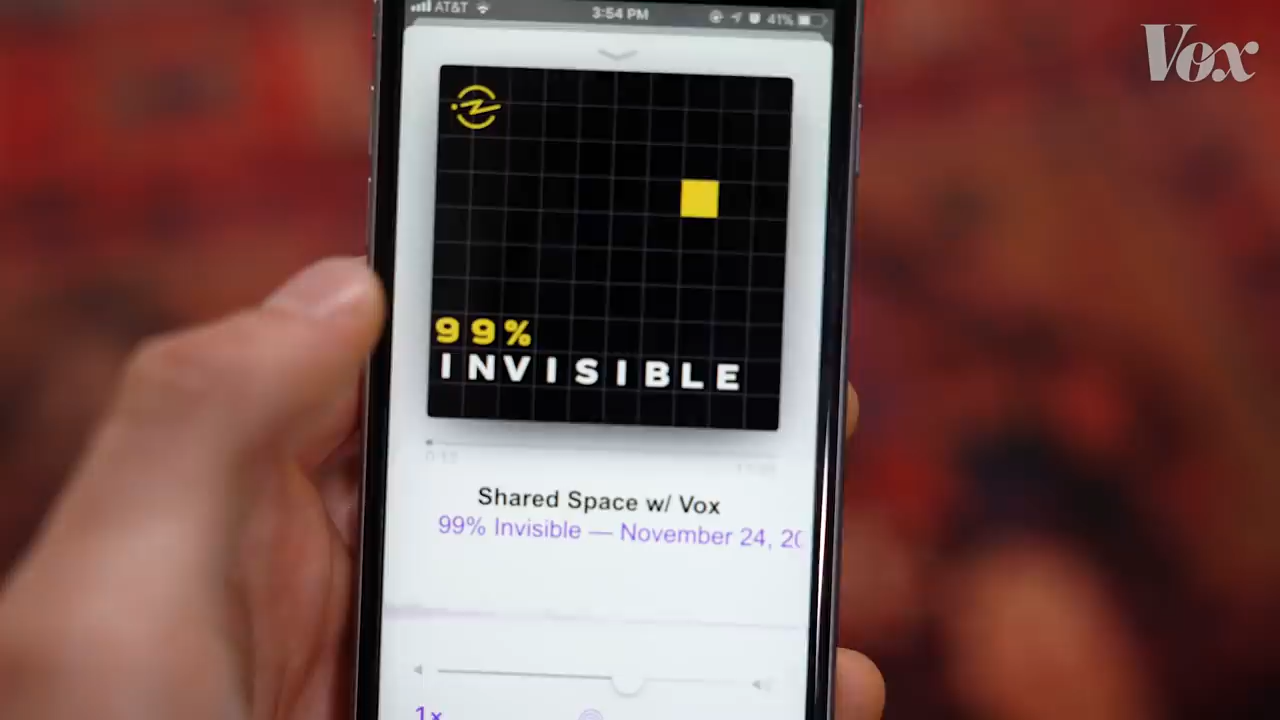 AT&T 3:54 PM 41%
Vox
99%
INVISIBLE
Shared Space w/ Vox
99% Invisible — November 24, 20
1x